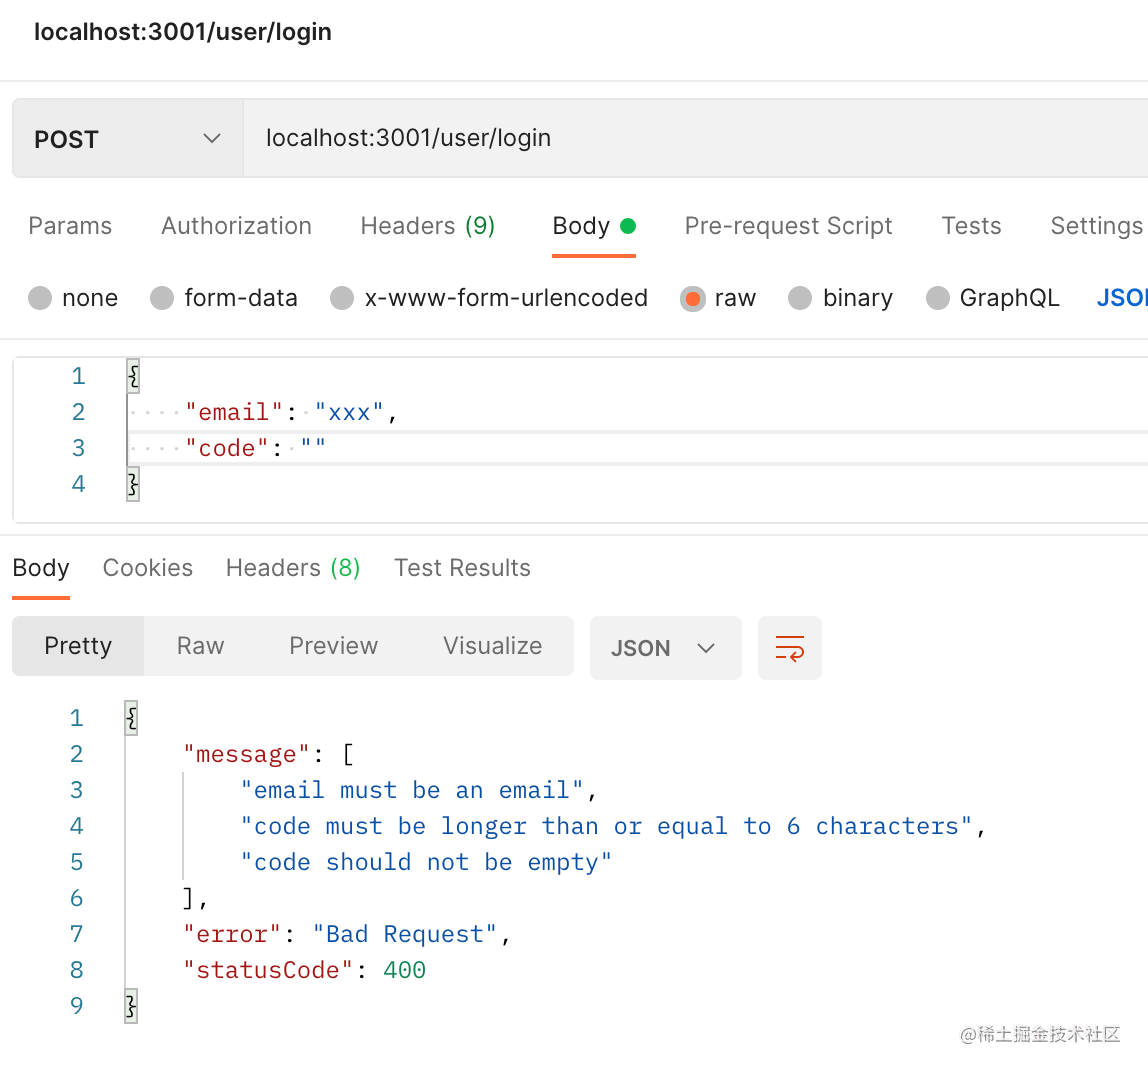 localhost:3001/user/login
POST localhost:3001/user/login
Params Authorization Headers (9) Body Pre-request Script Tests Settings
none form-data x-www-form-urlencoded raw binary GraphQL JSO
1 {
2 ····"email":·"xxx",
3 ····"code":·""
4 }
Body Cookies Headers (8) Test Results
Pretty Raw Preview Visualize JSON
1 {
2 "message": [
3 "email must be an email",
4 "code must be longer than or equal to 6 characters",
5 "code should not be empty"
6 ],
7 "error": "Bad Request",
8 "statusCode": 400
9 }
@稀土掘金技术社区